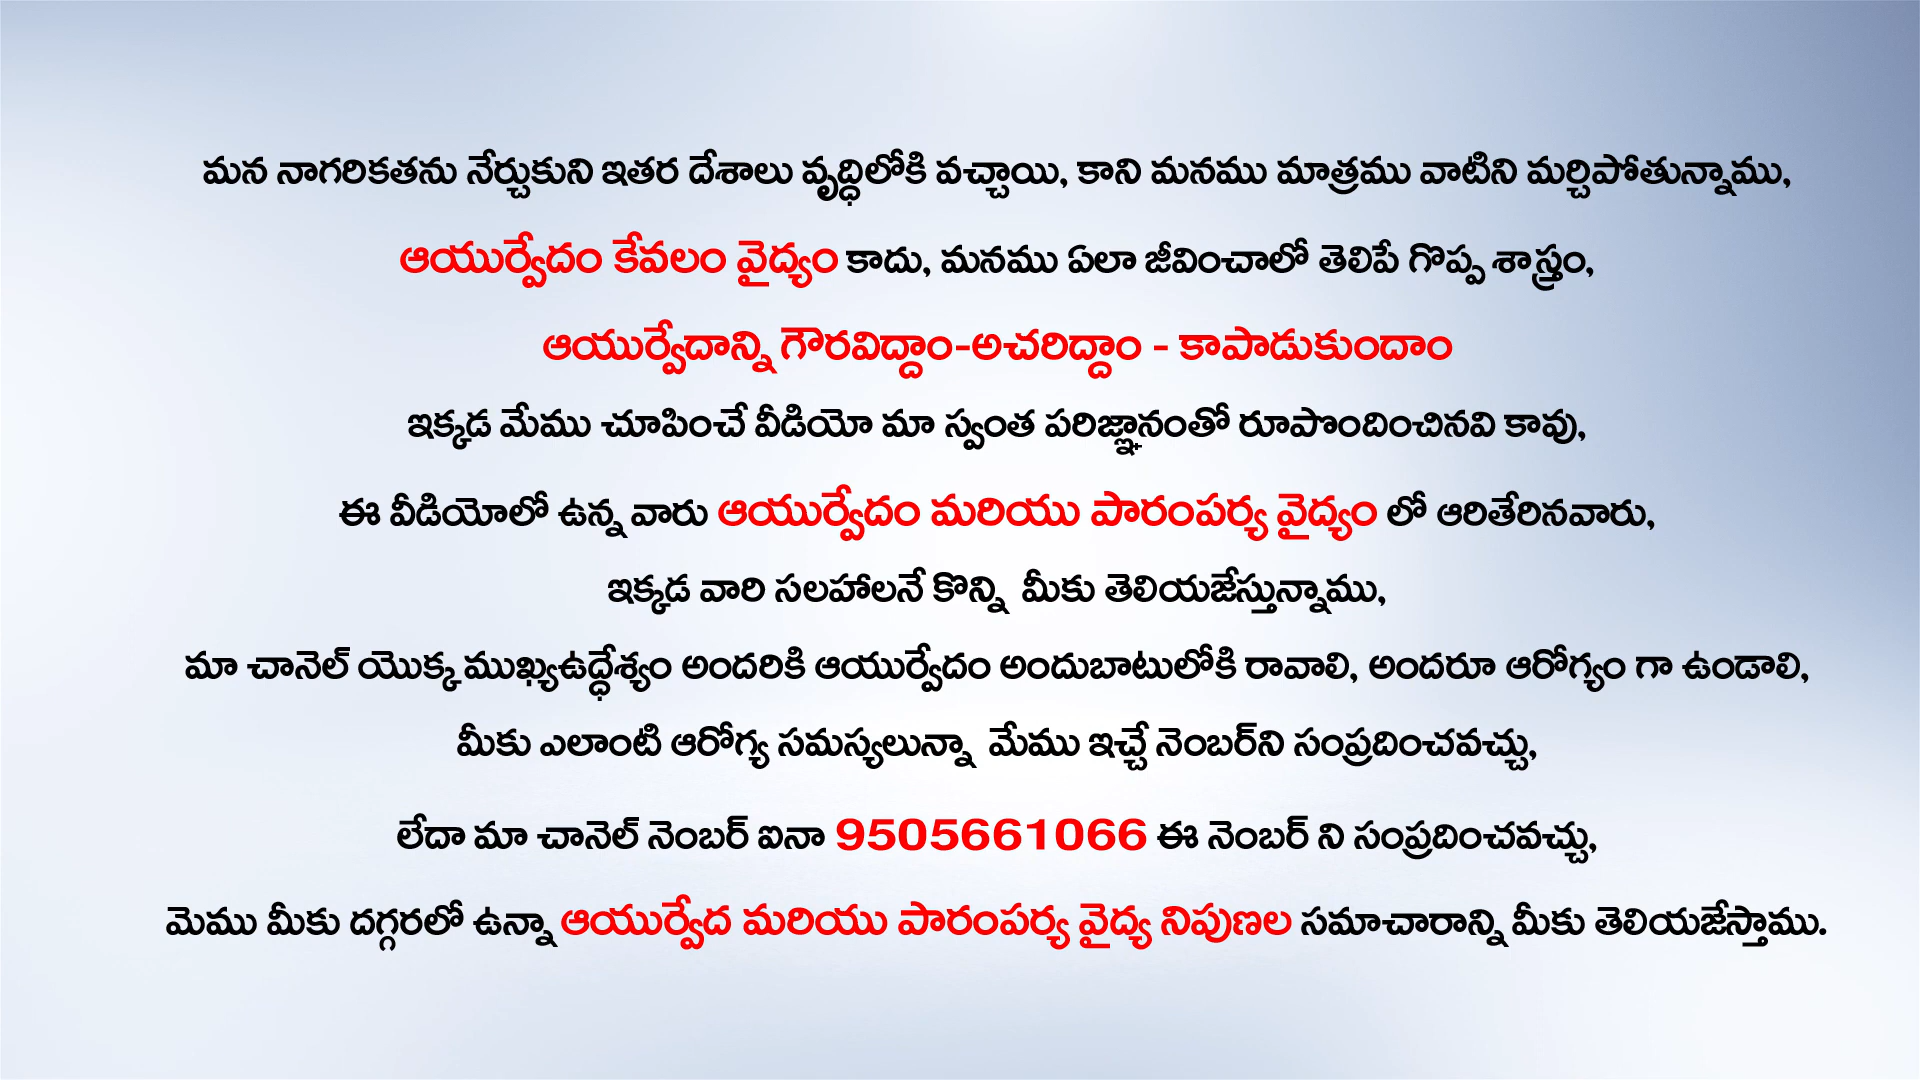 మన నాగరికతను నేర్చుకుని ఇతర దేశాలు వృద్ధిలోకి వచ్చాయి, కాని మనము మాత్రము వాటిని మర్చిపోతున్నాము,
ఆయుర్వేదం కేవలం వైద్యం కాదు, మనము ఏలా జీవించాలో తెలిపే గొప్ప శాస్త్రం,
ఆయుర్వేదాన్ని గౌరవిద్దాం-అచరిద్దాం - కాపాడుకుందాం
ఇక్కడ మేము చూపించే వీడియో మా స్వంత పరిజ్ఞానంతో రూపొందించినవి కావు,
ఈ వీడియోలో ఉన్న వారు ఆయుర్వేదం మరియు పారంపర్య వైద్యం లో ఆరితేరినవారు,
ఇక్కడ వారి సలహాలనే కొన్ని మీకు తెలియజేస్తున్నాము,
మా చానెల్ యొక్క ముఖ్యఉద్ధేశ్యం అందరికి ఆయుర్వేదం అందుబాటులోకి రావాలి, అందరూ ఆరోగ్యం గా ఉండాలి,
మీకు ఎలాంటి ఆరోగ్య సమస్యలున్నా మేము ఇచ్చే నెంబర్‌ని సంప్రదించవచ్చు,
లేదా మా చానెల్ నెంబర్ ఐనా 9505661066 ఈ నెంబర్ ని సంప్రదించవచ్చు,
మెము మీకు దగ్గరలో ఉన్నా ఆయుర్వేద మరియు పారంపర్య వైద్య నిపుణల సమాచారాన్ని మీకు తెలియజేస్తాము.